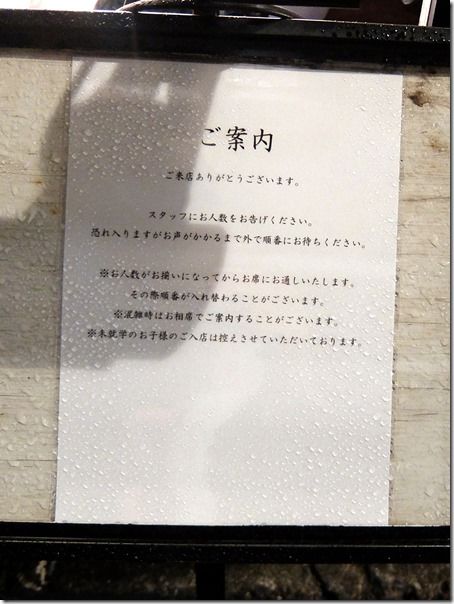 ご案内
ご来店ありがとうございます。
スタッフにお人数をお告げください。
恐れ入りますがお声がかかるまで外で順番にお待ちください。
※お人数がお揃いになってからお席にお通しいたします。
その際順番が入れ替わることがございます。
※混雑時はお相席でご案内することがございます。
※未就学のお子様のご入店は控えさせていただいております。